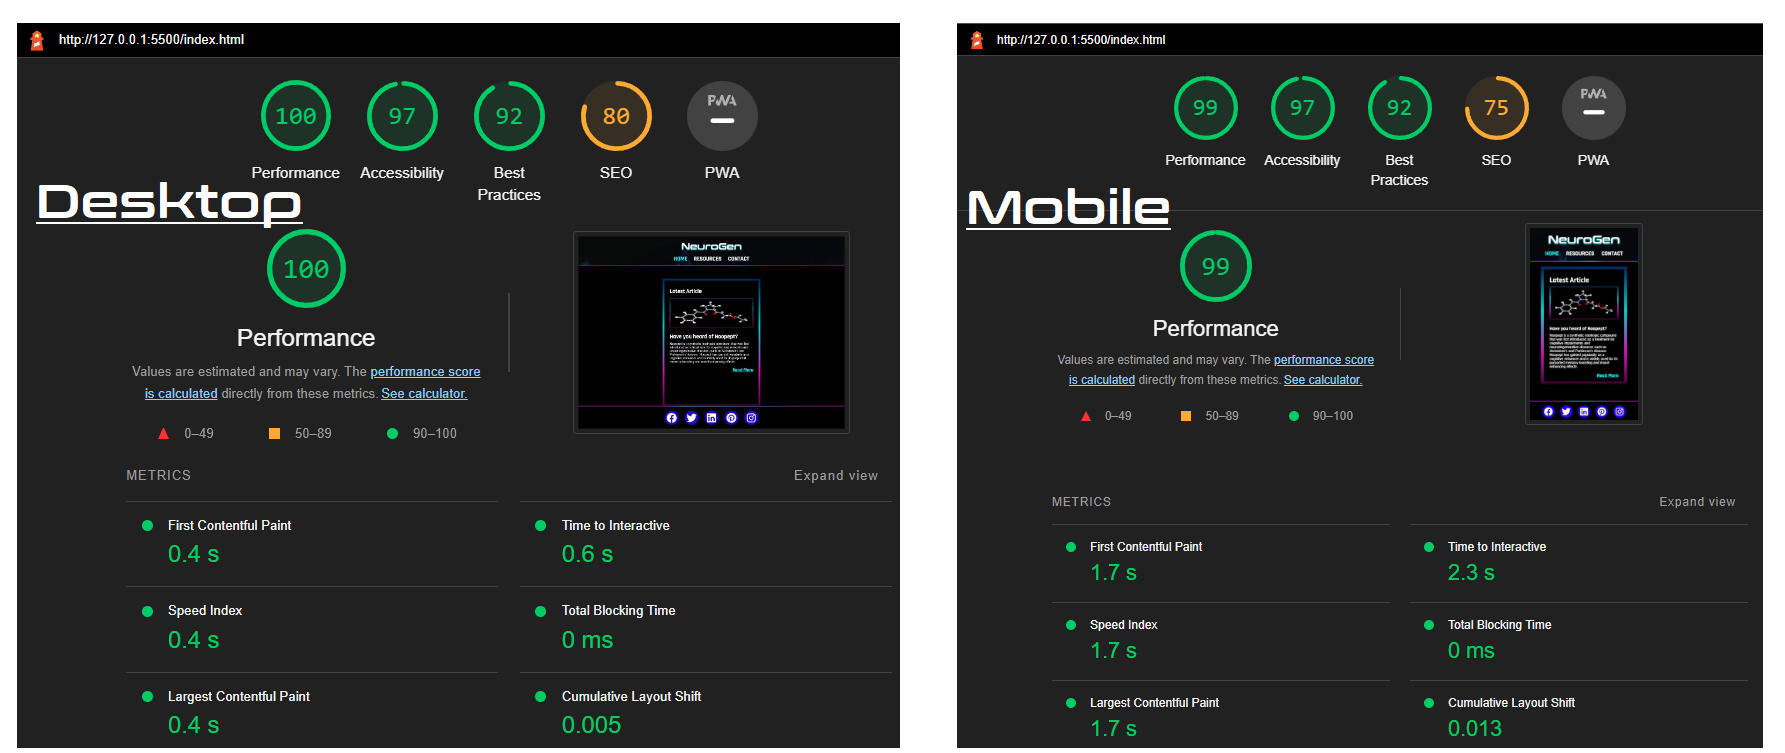 http://127.0.0.1:5500/index.html
100
97
92
80
PWA
Performance
Accessibility
Best
Practices
SEO
PWA
Desktop
100
Performance
Values are estimated and may vary. The performance score
is calculated directly from these metrics. See calculator.
0–49
50–89
90–100
NeuroGen
HOME RESOURCES CONTACT
Latest Article
Have you heard of Noopept?
Read More
METRICS
Expand view
First Contentful Paint
0.4 s
Time to Interactive
0.6 s
Speed Index
0.4 s
Total Blocking Time
0 ms
Largest Contentful Paint
0.4 s
Cumulative Layout Shift
0.005
http://127.0.0.1:5500/index.html
99
97
92
75
PWA
Performance
Accessibility
Best
Practices
SEO
PWA
Mobile
99
Performance
Values are estimated and may vary. The performance score
is calculated directly from these metrics. See calculator.
0–49
50–89
90–100
NeuroGen
HOME RESOURCES CONTACT
Latest Article
Have you heard of Noopept?
Read More
METRICS
Expand view
First Contentful Paint
1.7 s
Time to Interactive
2.3 s
Speed Index
1.7 s
Total Blocking Time
0 ms
Largest Contentful Paint
1.7 s
Cumulative Layout Shift
0.013